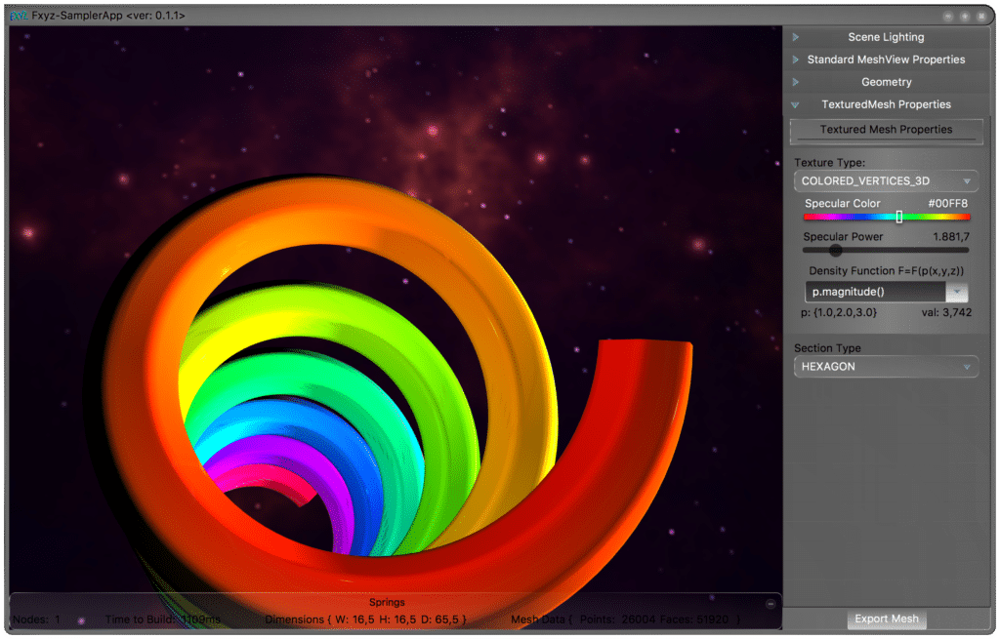 Fxyz Fxyz-SamplerApp <ver: 0.1.1>
Scene Lighting
Standard MeshView Properties
Geometry
TexturedMesh Properties
Textured Mesh Properties
Texture Type:
COLORED_VERTICES_3D
Specular Color #00FF8
Specular Power 1.881,7
Density Function F=F(p(x,y,z))
p.magnitude()
p: {1.0,2.0,3.0} val: 3,742
Section Type
HEXAGON
Springs
Nodes: 1 Time to Build: 1109ms Dimensions { W: 16,5 H: 16,5 D: 65,5 } Mesh Data { Points: 26004 Faces: 51920 }
Export Mesh